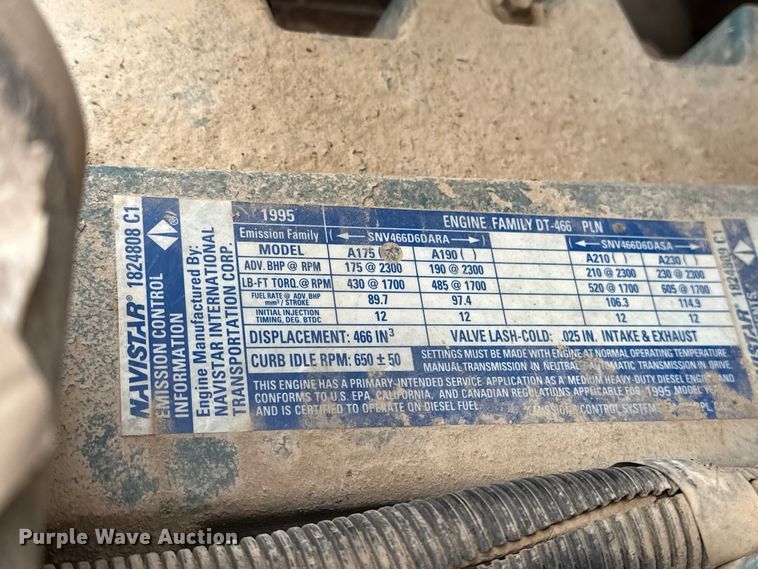 NAVISTAR® 1824808 C1
EMISSION CONTROL
INFORMATION
Engine Manufactured By:
NAVISTAR INTERNATIONAL
TRANSPORTATION CORP.
1995 ENGINE FAMILY DT-466 PLN
Emission Family SNV466D6DARA SNV466D6DASA
MODEL A175 ( ) A190 ( ) A210 ( ) A230 ( )
ADV. BHP @ RPM 175 @ 2300 190 @ 2300 210 @ 2300 230 @ 2300
LB-FT TORQ. @ RPM 430 @ 1700 485 @ 1700 520 @ 1700 605 @ 1700
FUEL RATE @ ADV. BHP
mm³ / STROKE 89.7 97.4 106.3 114.9
INITIAL INJECTION
TIMING, DEG. BTDC 12 12 12 12
DISPLACEMENT: 466 IN³ VALVE LASH-COLD: .025 IN. INTAKE & EXHAUST
CURB IDLE RPM: 650 ± 50 SETTINGS MUST BE MADE WITH ENGINE AT NORMAL OPERATING TEMPERATURE
MANUAL TRANSMISSION IN NEUTRAL AUTOMATIC TRANSMISSION IN DRIVE.
THIS ENGINE HAS A PRIMARY INTENDED SERVICE APPLICATION AS A MEDIUM HEAVY-DUTY DIESEL ENGINE AND
CONFORMS TO U.S. EPA, CALIFORNIA, AND CANADIAN REGULATIONS APPLICABLE FOR 1995 MODEL
AND IS CERTIFIED TO OPERATE ON DIESEL FUEL. EMISSION CONTROL SYSTEM:
1824809 C1
Purple Wave Auction